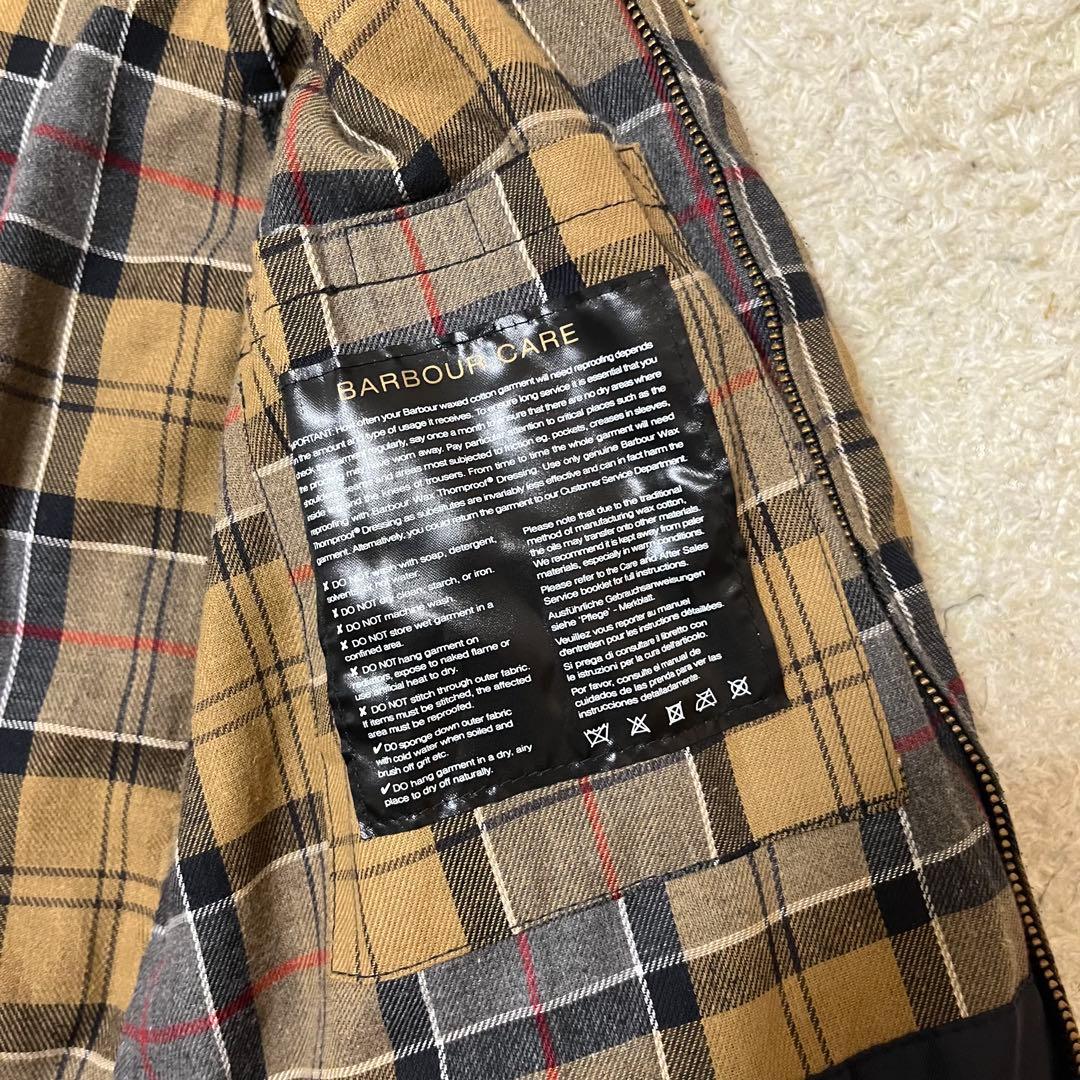 BARBOUR CARE
IMPORTANT: How often your Barbour waxed cotton garment will need reproofing depends
on the amount and type of usage it receives. To ensure long service it is essential that you
check the garment regularly, say once a month to ensure that there are no dry areas where
the proofing may have worn away. Pay particular attention to critical places such as the
shoulders and areas most subjected to friction eg. pockets, creases in sleeves,
inside and the knees of trousers. From time to time the whole garment will need
reproofing with Barbour Wax Thornproof® Dressing. Use only genuine Barbour Wax
Thornproof® Dressing as substitutes are invariably less effective and can in fact harm the
garment. Alternatively, you could return the garment to our Customer Service Department.
✗ DO NOT wash with soap, detergent,
solvents or hot water.
✗ DO NOT dry clean, starch, or iron.
✗ DO NOT machine wash.
✗ DO NOT store wet garment in a
confined area.
✗ DO NOT hang garment on
radiators, expose to naked flame or
use artificial heat to dry.
✗ DO NOT stitch through outer fabric.
If items must be stitched, the affected
area must be reproofed.
✓ DO sponge down outer fabric
with cold water when soiled and
brush off grit etc.
✓ DO hang garment in a dry, airy
place to dry off naturally.
Please note that due to the traditional
method of manufacturing wax cotton,
the oils may transfer onto other materials.
We recommend it is kept away from paler
materials, especially in warm conditions.
Please refer to the Care and After Sales
Service booklet for full instructions.
Ausführliche Gebrauchsanweisungen
siehe 'Pflege' - Merkblatt.
Veuillez vous reporter au manuel
d'entretien pour les instructions détaillées.
Si prega di consultare il libretto con
le istruzioni per la cura dell'articolo.
Por favor, consulte el manual de
cuidados de las prenda para ver las
instrucciones detalladamente.